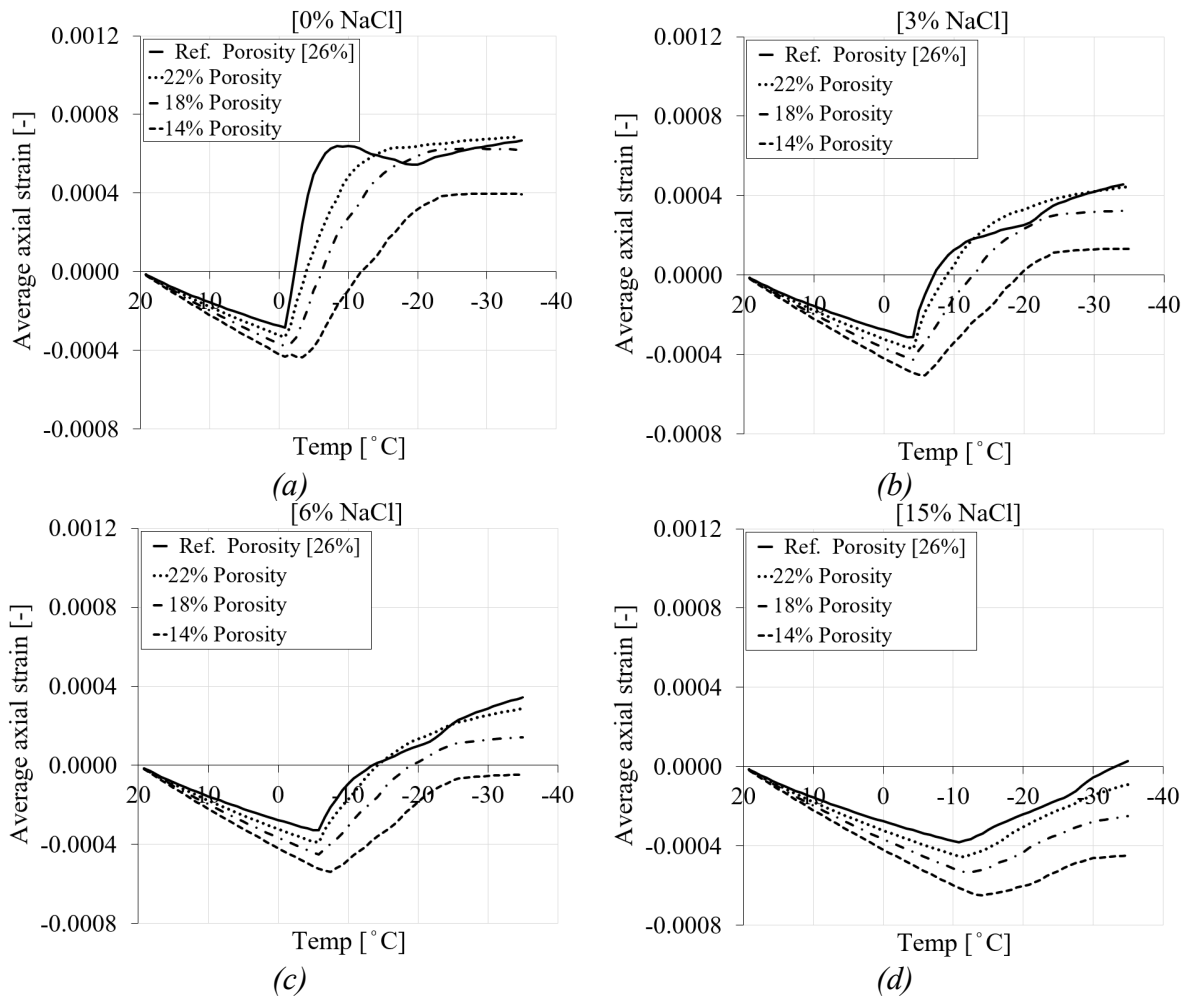 [0% NaCl]
0.0012
0.0008
0.0004
0.0000
-0.0004
-0.0008
Average axial strain [-]
Ref. Porosity [26%]
22% Porosity
18% Porosity
14% Porosity
20 10 0 -10 -20 -30 -40
Temp [°C]
(a)
[3% NaCl]
0.0012
0.0008
0.0004
0.0000
-0.0004
-0.0008
Average axial strain [-]
Ref. Porosity [26%]
22% Porosity
18% Porosity
14% Porosity
20 10 0 -10 -20 -30 -40
Temp [°C]
(b)
[6% NaCl]
0.0012
0.0008
0.0004
0.0000
-0.0004
-0.0008
Average axial strain [-]
Ref. Porosity [26%]
22% Porosity
18% Porosity
14% Porosity
20 10 0 -10 -20 -30 -40
Temp [°C]
(c)
[15% NaCl]
0.0012
0.0008
0.0004
0.0000
-0.0004
-0.0008
Average axial strain [-]
Ref. Porosity [26%]
22% Porosity
18% Porosity
14% Porosity
20 10 0 -10 -20 -30 -40
Temp [°C]
(d)